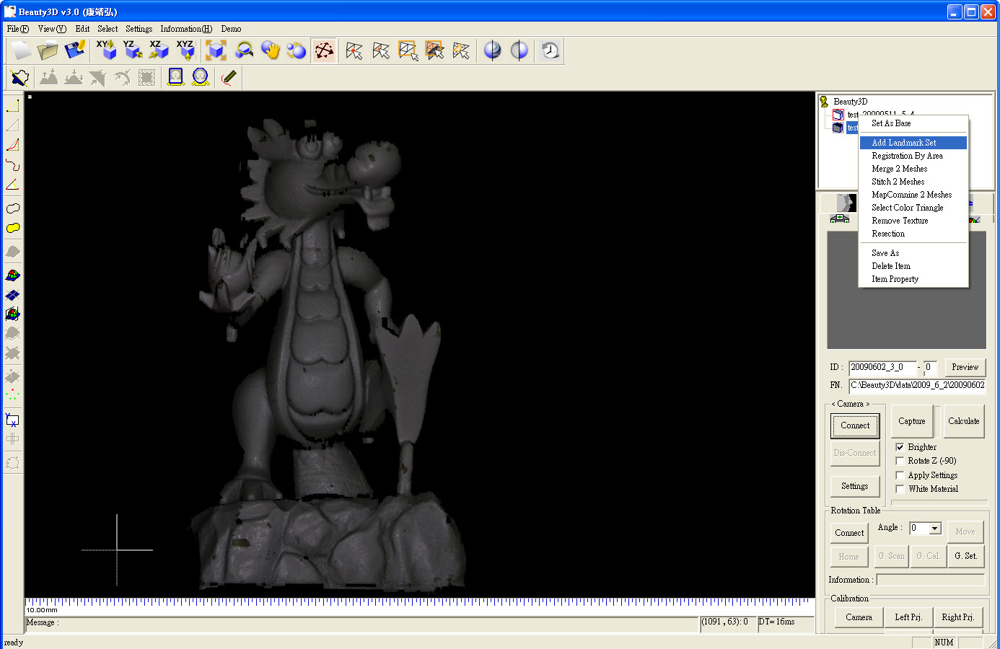 Beauty3D v3.0 (康靖弘)
File(F) View(V) Edit Select Settings Information(H) Demo
XY YZ XZ XYZ
Beauty3D
test_20090511_5_4
test
Set As Base
Add Landmark Set
Registration By Area
Merge 2 Meshes
Stitch 2 Meshes
MapComnine 2 Meshes
Select Color Triangle
Remove Texture
Resection
Save As
Delete Item
Item Property
ID : 20090602_3_0 - 0 Preview
FN. C:\Beauty3D\data\2009_6_2\20090602
< Camera >
Connect Capture Calculate
Dis-Connect
Settings
Brighter
Rotate Z (-90)
Apply Settings
White Material
Rotation Table
Connect Angle : 0 Move
Home G. Scan G. Cal. G. Set.
Information :
Calibration
Camera Left Prj. Right Prj.
Y X
10.00mm
Message : (1091 , 63): 0 DT= 16ms
ready NUM